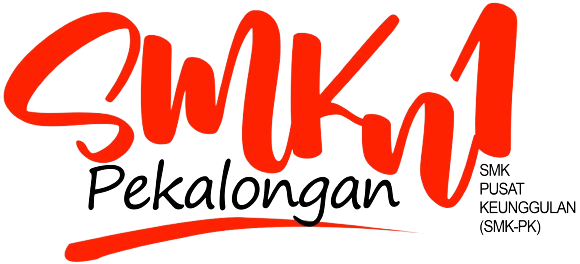 SMKn1
Pekalongan
SMK
PUSAT
KEUNGGULAN
(SMK-PK)